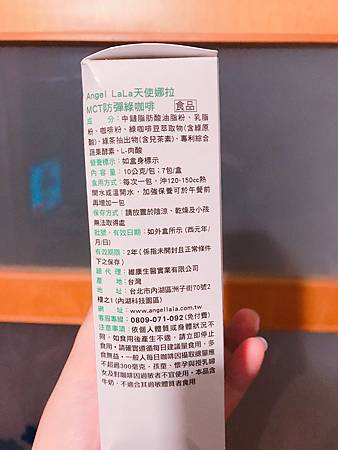 Angel LaLa天使娜拉
MCT防彈綠咖啡 食品
成分：中鏈脂肪酸油脂粉、乳脂
粉、咖啡粉、綠咖啡豆萃取物(含綠原
酸)、綠茶抽出物(含兒茶素)、專利綜合
蔬果酵素、L-肉酸
營養標示：如盒身標示
內容量：10公克/包；7包/盒
食用方式：每次一包，沖120-150cc熱
開水或溫開水，加強保養可於午餐前
再增加一包
保存方式：請放置於陰涼、乾燥及小孩
無法取得處
批號、有效日期：如外盒所示 (西元年/
月/日)
有效期限：2年 (係指未開封且正常條件
下之保存)
總代理：維康生醫實業有限公司
產地：台灣
地址：台北市內湖區洲子街70號2
樓之1 (內湖科技園區)
網址：www.angellala.com.tw
客服專線：0809-071-092 (免付費)
注意事項：依個人體質或身體狀況不
同，如食用後產生不適，請立即停止
食用。請確實遵循每日建議量食用，多
食無益。一般人每日咖啡因攝取總量應
不超過300毫克，孩童、懷孕與授乳婦
女及對咖啡因過敏者不宜使用。本品含
牛奶，不適合其過敏體質者食用